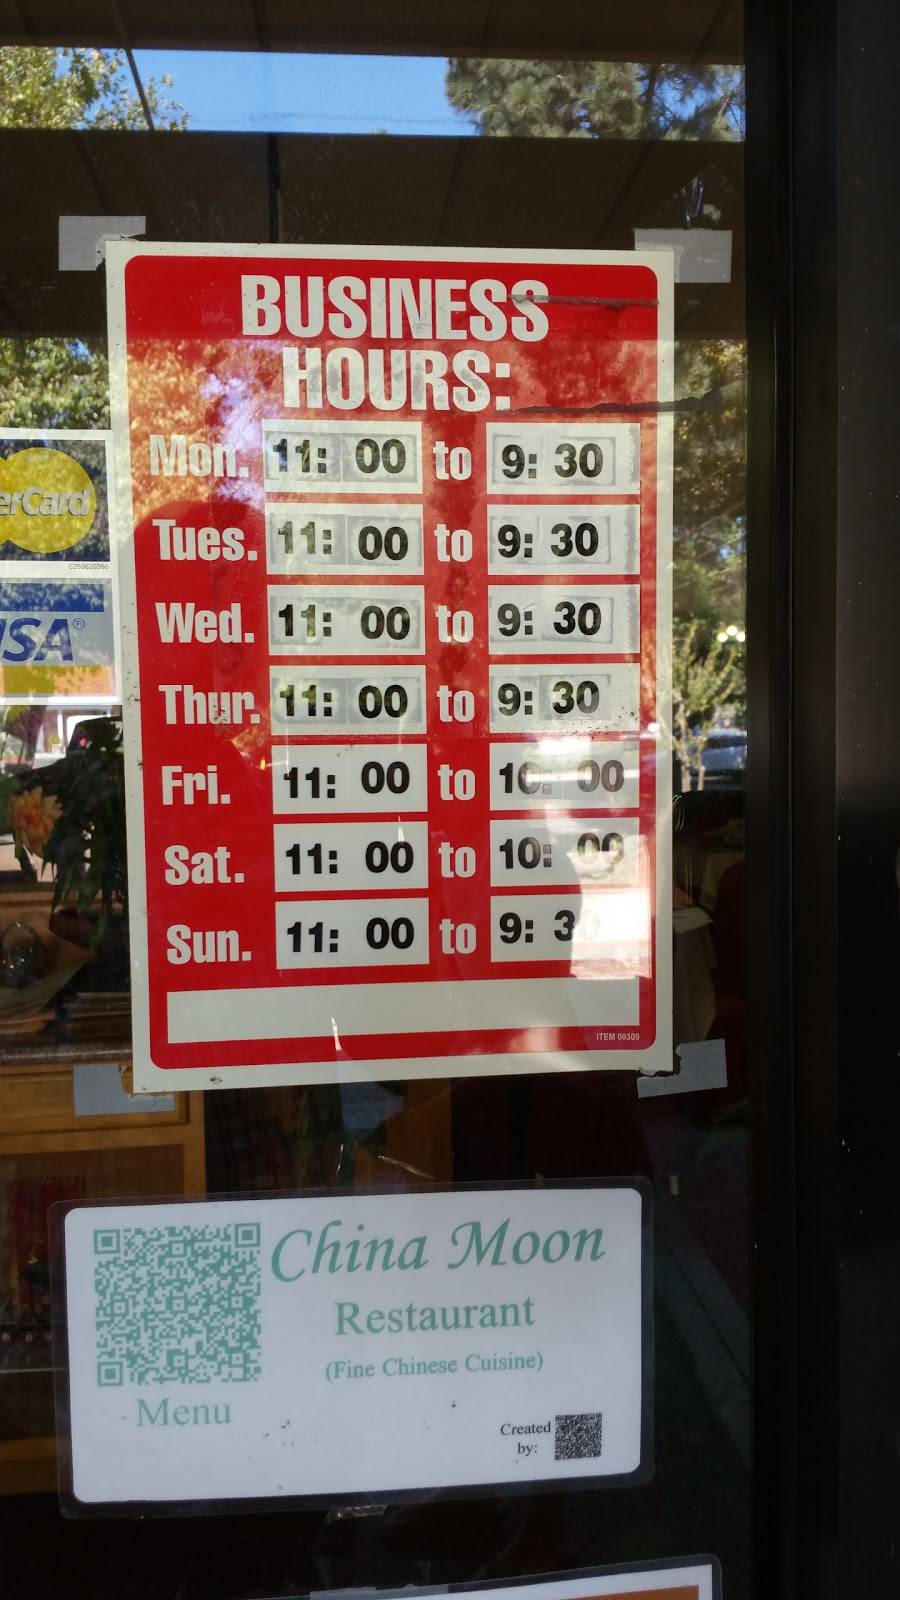 BUSINESS
HOURS:
Mon. 11: 00 to 9: 30
Tues. 11: 00 to 9: 30
Wed. 11: 00 to 9: 30
Thur. 11: 00 to 9: 30
Fri. 11: 00 to 10: 00
Sat. 11: 00 to 10: 00
Sun. 11: 00 to 9: 30
ITEM 09309
erCard
ISA®
China Moon
Restaurant
(Fine Chinese Cuisine)
Menu
Created
by: